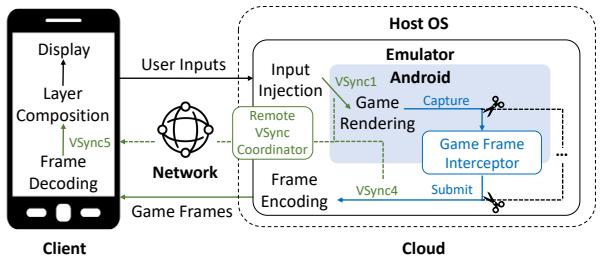 Host OS
Emulator
Android
Display
Layer
Composition
VSync5
Frame
Decoding
User Inputs
Network
Game Frames
Input
Injection
VSync1
Game
Rendering
Capture
Remote
VSync
Coordinator
Game Frame
Interceptor
...
Frame
Encoding
VSync4
Submit
Client
Cloud